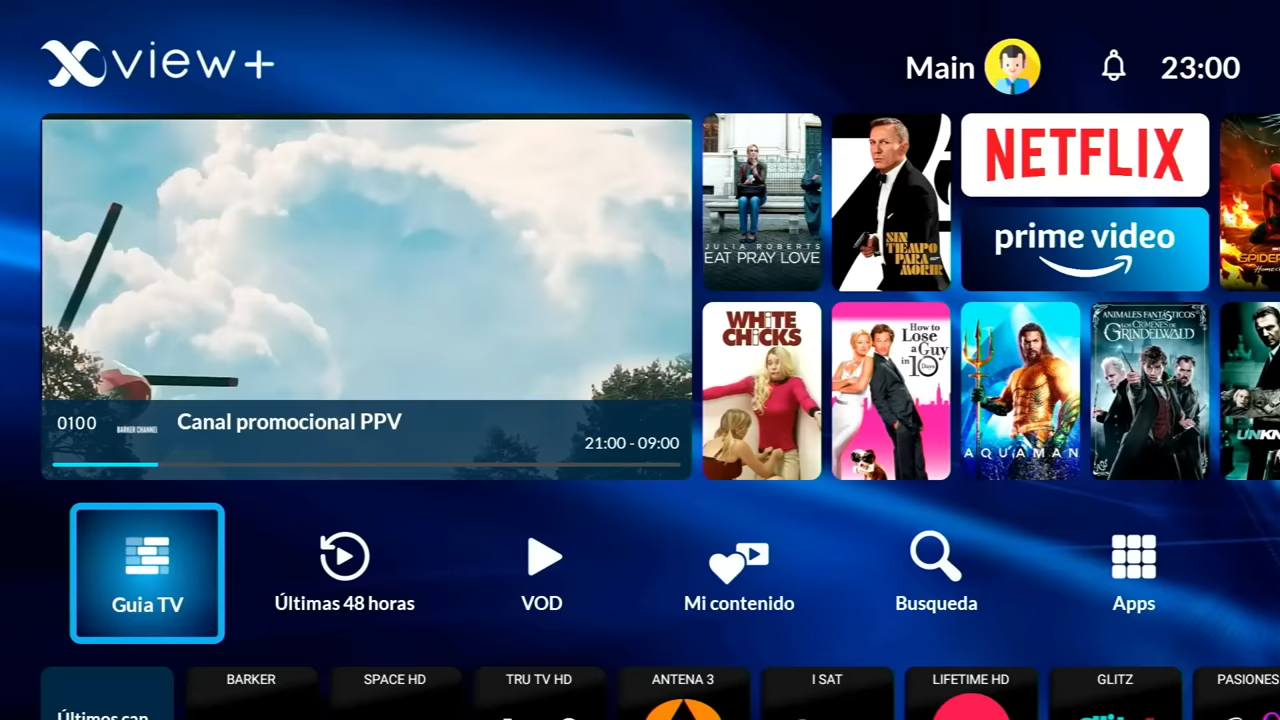 Xview+
Main
23:00
0100
BARKER CHANNEL
Canal promocional PPV
21:00 - 09:00
JULIA ROBERTS
EAT PRAY LOVE
SIN
TIEMPO
PARA
MORIR
NETFLIX
prime video
WHITE
CHICKS
How to
Lose
a Guy
in 10
Days
AQUAMAN
ANIMALES FANTÁSTICOS
LOS CRÍMENES DE
GRINDELWALD
Guia TV
Últimas 48 horas
VOD
Mi contenido
Busqueda
Apps
BARKER
SPACE HD
TRU TV HD
ANTENA 3
I SAT
LIFETIME HD
GLITZ
PASIONES